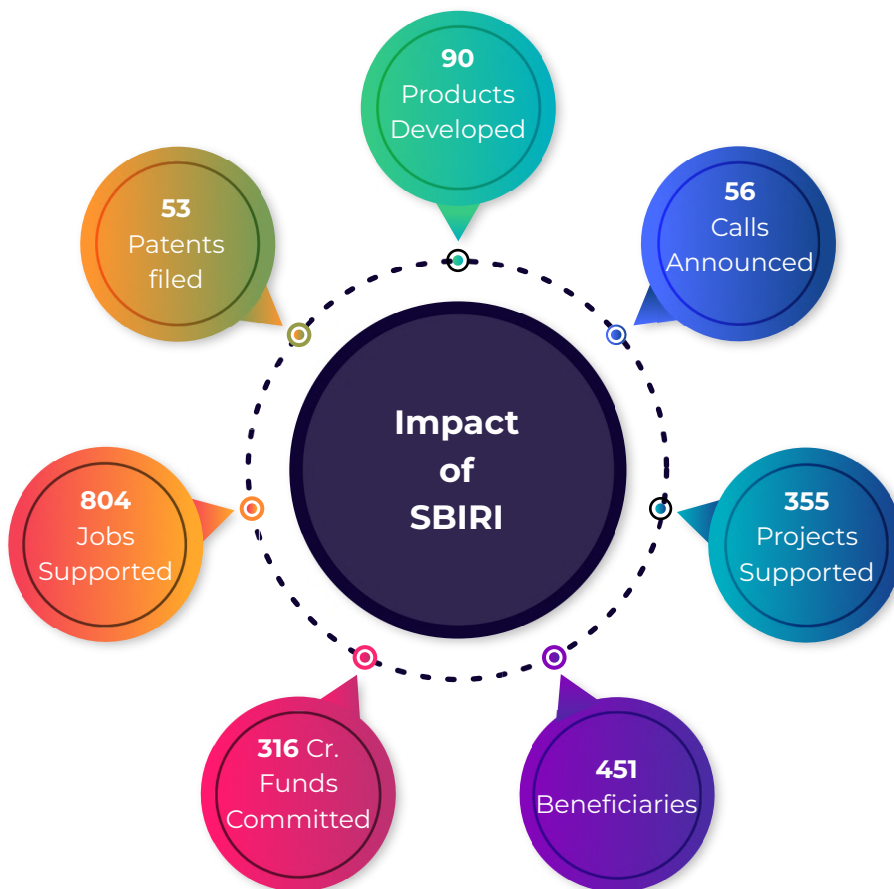 90
Products
Developed
53
Patents
filed
56
Calls
Announced
Impact
of
SBIRI
804
Jobs
Supported
355
Projects
Supported
316 Cr.
Funds
Committed
451
Beneficiaries